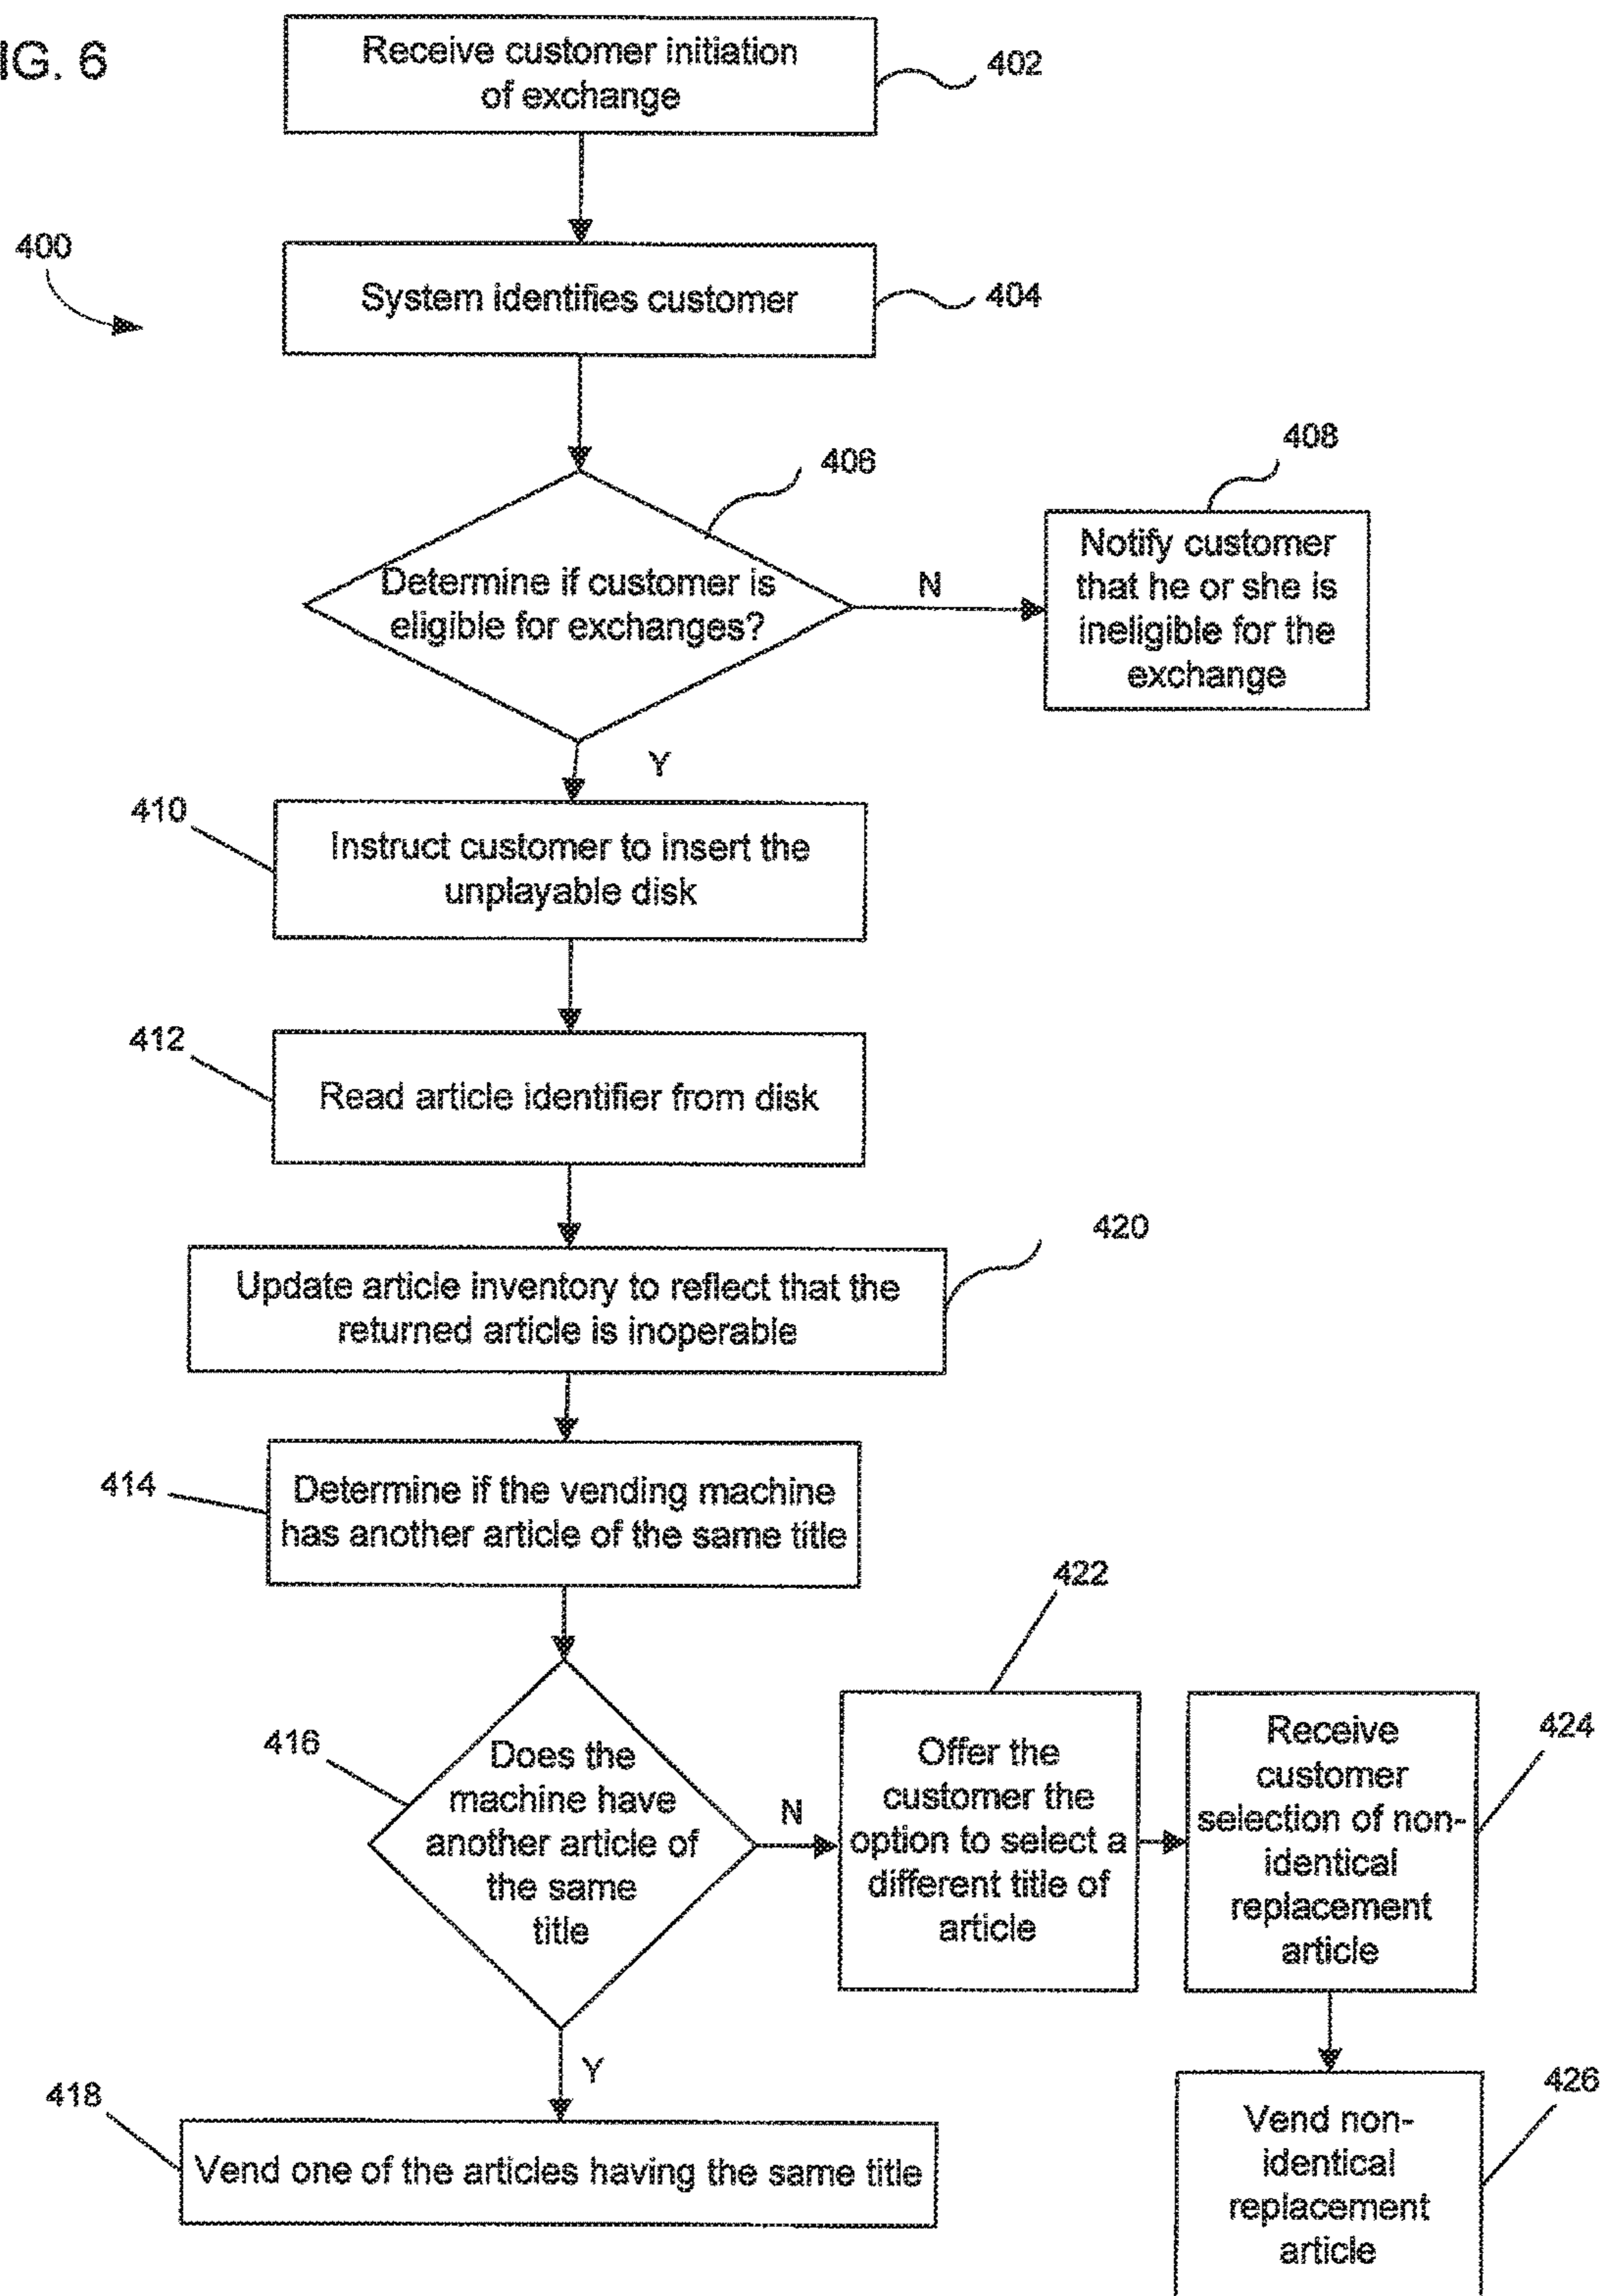 IG. 6
Receive customer initiation
of exchange
402
400
System identifies customer
404
406
408
Determine if customer is
eligible for exchanges?
N
Notify customer
that he or she is
ineligible for the
exchange
Y
410
Instruct customer to insert the
unplayable disk
412
Read article identifier from disk
420
Update article inventory to reflect that the
returned article is inoperable
414
Determine if the vending machine
has another article of the same title
422
416
Does the
machine have
another article of
the same
title
N
Offer the
customer the
option to select a
different title of
article
Receive
customer
selection of non-
identical
replacement
article
424
Y
418
Vend one of the articles having the same title
Vend non-
identical
replacement
article
426